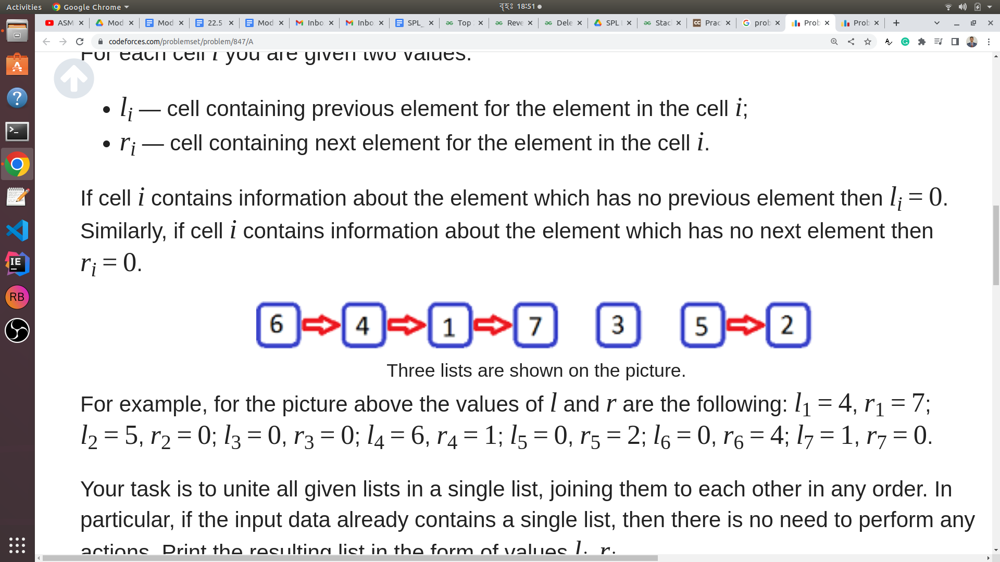 Activities Google Chrome বৃহঃ 18:51
ASM Mod Mod 22.5 Mod Inbo Inbo SPL_ Top Reve Dele SPL Stac Prac prob Prob Prob
codeforces.com/problemset/problem/847/A
For each cell i you are given two values:
• l_i — cell containing previous element for the element in the cell i;
• r_i — cell containing next element for the element in the cell i.
If cell i contains information about the element which has no previous element then l_i = 0.
Similarly, if cell i contains information about the element which has no next element then
r_i = 0.
6 4 1 7 3 5 2
Three lists are shown on the picture.
For example, for the picture above the values of l and r are the following: l_1 = 4, r_1 = 7;
l_2 = 5, r_2 = 0; l_3 = 0, r_3 = 0; l_4 = 6, r_4 = 1; l_5 = 0, r_5 = 2; l_6 = 0, r_6 = 4; l_7 = 1, r_7 = 0.
Your task is to unite all given lists in a single list, joining them to each other in any order. In
particular, if the input data already contains a single list, then there is no need to perform any
actions. Print the resulting list in the form of values l_i, r_i.
IE
RB